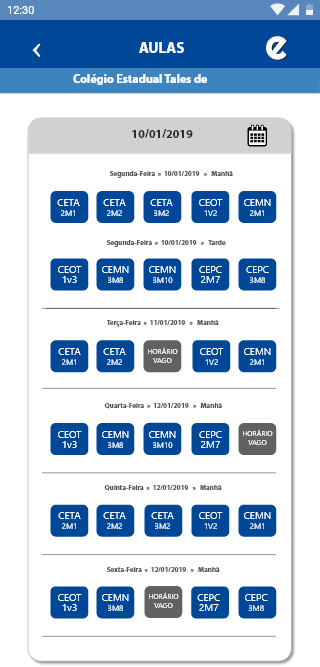 12:30
AULAS
Colégio Estadual Tales de
10/01/2019
Segunda-Feira » 10/01/2019 » Manhã
CETA CETA CETA CEOT CEMN
2M1 2M2 3M2 1V2 2M1
Segunda-Feira » 10/01/2019 » Tarde
CEOT CEMN CEMN CEPC CEPC
1v3 3M8 3M10 2M7 3M8
Terça-Feira » 11/01/2019 » Manhã
CETA CETA HORÁRIO CEOT CEMN
2M1 2M2 VAGO 1V2 2M1
Quarta-Feira » 12/01/2019 » Manhã
CEOT CEMN CEMN CEPC HORÁRIO
1v3 3M8 3M10 2M7 VAGO
Quinta-Feira » 12/01/2019 » Manhã
CETA CETA CETA CEOT CEMN
2M1 2M2 3M2 1V2 2M1
Sexta-Feira » 12/01/2019 » Manhã
CEOT CEMN HORÁRIO CEPC CEPC
1v3 3M8 VAGO 2M7 3M8